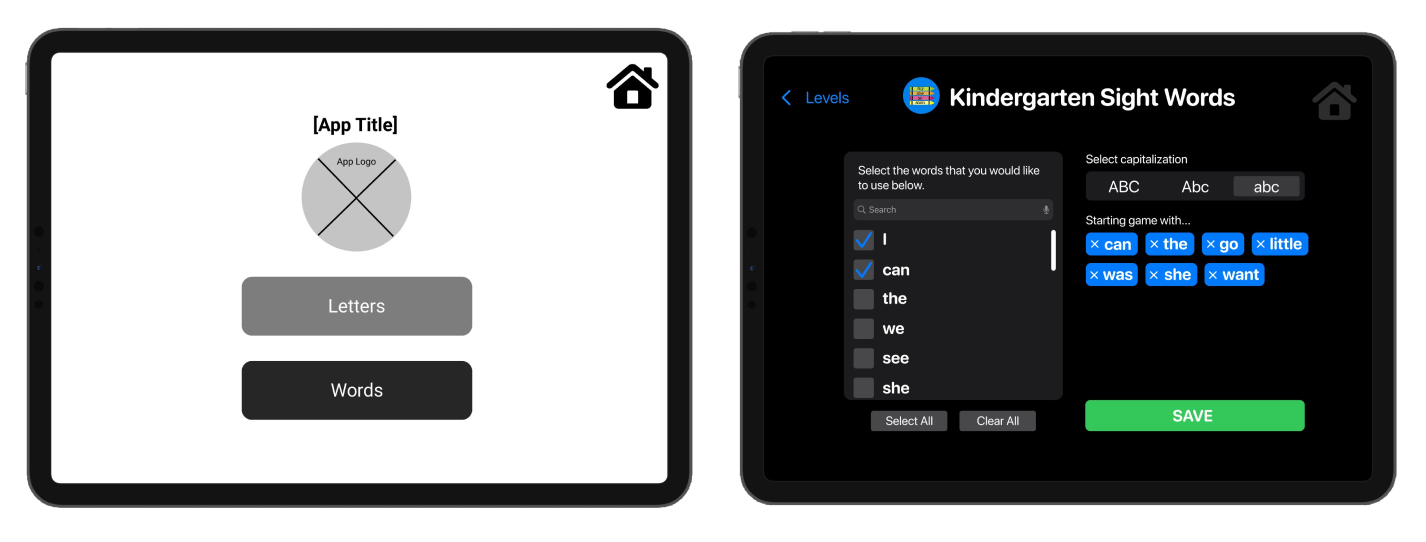 [App Title]
App Logo
Letters
Words
Levels
Kindergarten Sight Words
Select the words that you would like
to use below.
Search
I
can
the
we
see
she
Select All
Clear All
Select capitalization
ABC Abc abc
Starting game with...
× can × the × go × little
× was × she × want
SAVE